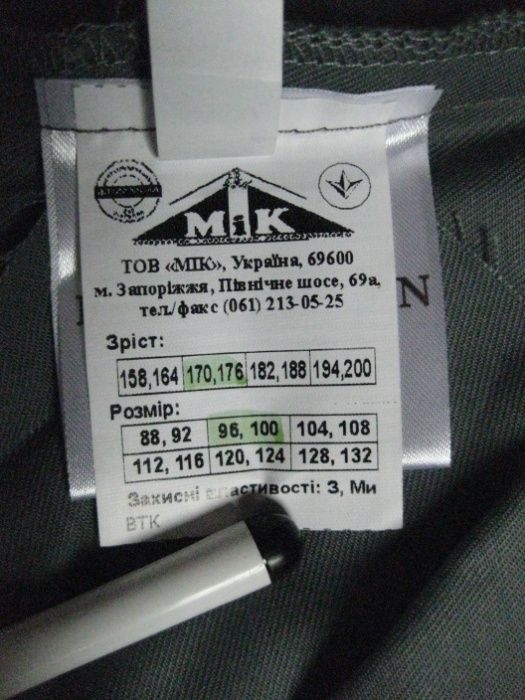 МіК
ТОВ «МІК», Україна, 69600
м. Запоріжжя, Північне шосе, 69а,
тел./факс (061) 213-05-25
Зріст:
158,164 170,176 182,188 194,200
Розмір:
88, 92 96, 100 104, 108
112, 116 120, 124 128, 132
Захисні властивості: З, Ми
ВТК
N